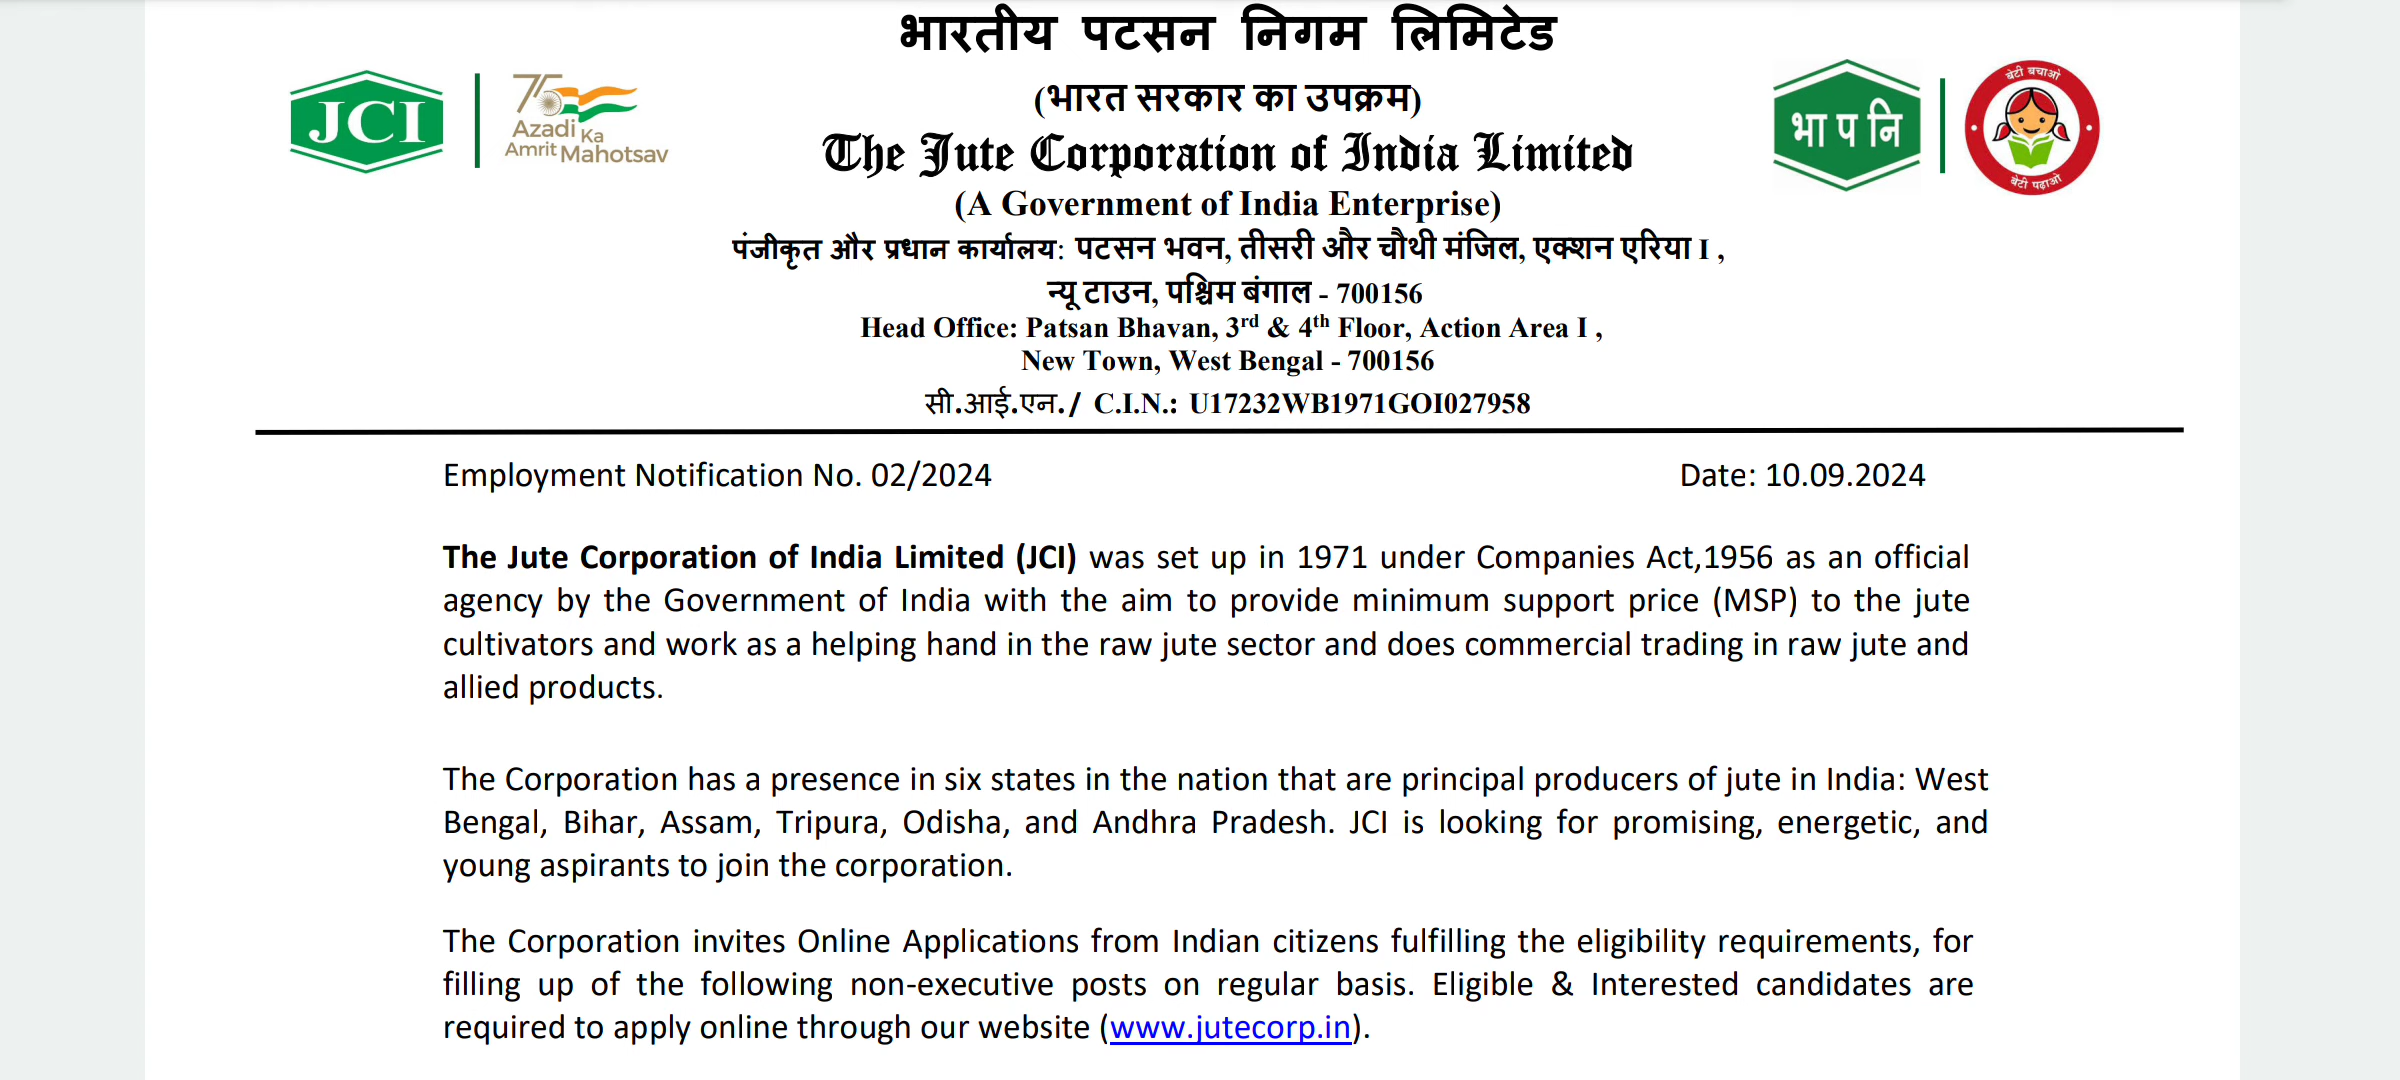 भारतीय पटसन निगम लिमिटेड
(भारत सरकार का उपक्रम)
JCI
75
Azadi Ka
Amrit Mahotsav
The Jute Corporation of India Limited
भा प नि
बेटी बचाओ
बेटी पढ़ाओ
(A Government of India Enterprise)
पंजीकृत और प्रधान कार्यालय: पटसन भवन, तीसरी और चौथी मंजिल, एक्शन एरिया I ,
न्यू टाउन, पश्चिम बंगाल - 700156
Head Office: Patsan Bhavan, 3rd & 4th Floor, Action Area I ,
New Town, West Bengal - 700156
सी.आई.एन./ C.I.N.: U17232WB1971GOI027958
Employment Notification No. 02/2024 Date: 10.09.2024
The Jute Corporation of India Limited (JCI) was set up in 1971 under Companies Act,1956 as an official
agency by the Government of India with the aim to provide minimum support price (MSP) to the jute
cultivators and work as a helping hand in the raw jute sector and does commercial trading in raw jute and
allied products.
The Corporation has a presence in six states in the nation that are principal producers of jute in India: West
Bengal, Bihar, Assam, Tripura, Odisha, and Andhra Pradesh. JCI is looking for promising, energetic, and
young aspirants to join the corporation.
The Corporation invites Online Applications from Indian citizens fulfilling the eligibility requirements, for
filling up of the following non-executive posts on regular basis. Eligible & Interested candidates are
required to apply online through our website (www.jutecorp.in).